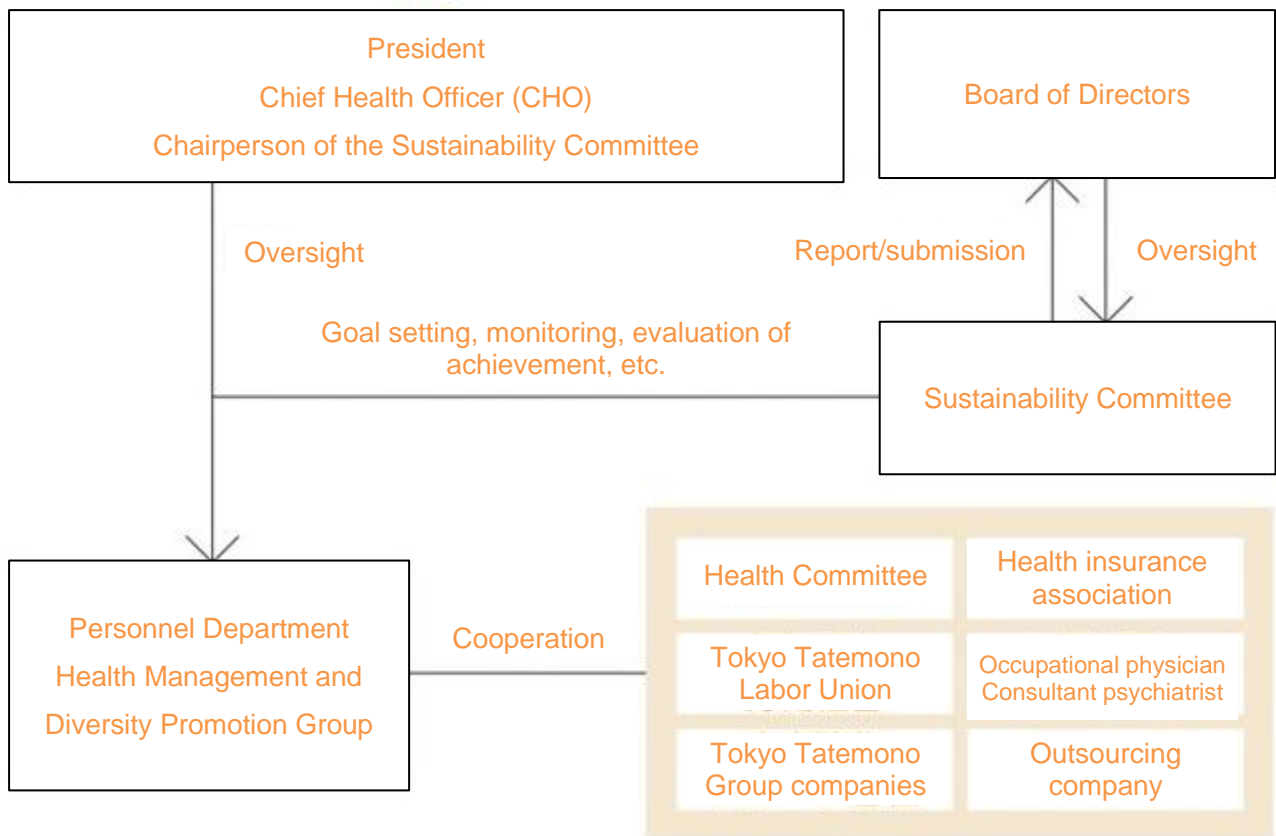 President
Chief Health Officer (CHO)
Chairperson of the Sustainability Committee
Board of Directors
Oversight
Report/submission
Oversight
Goal setting, monitoring, evaluation of
achievement, etc.
Sustainability Committee
Personnel Department
Health Management and
Diversity Promotion Group
Cooperation
Health Committee
Health insurance
association
Tokyo Tatemono
Labor Union
Occupational physician
Consultant psychiatrist
Tokyo Tatemono
Group companies
Outsourcing
company